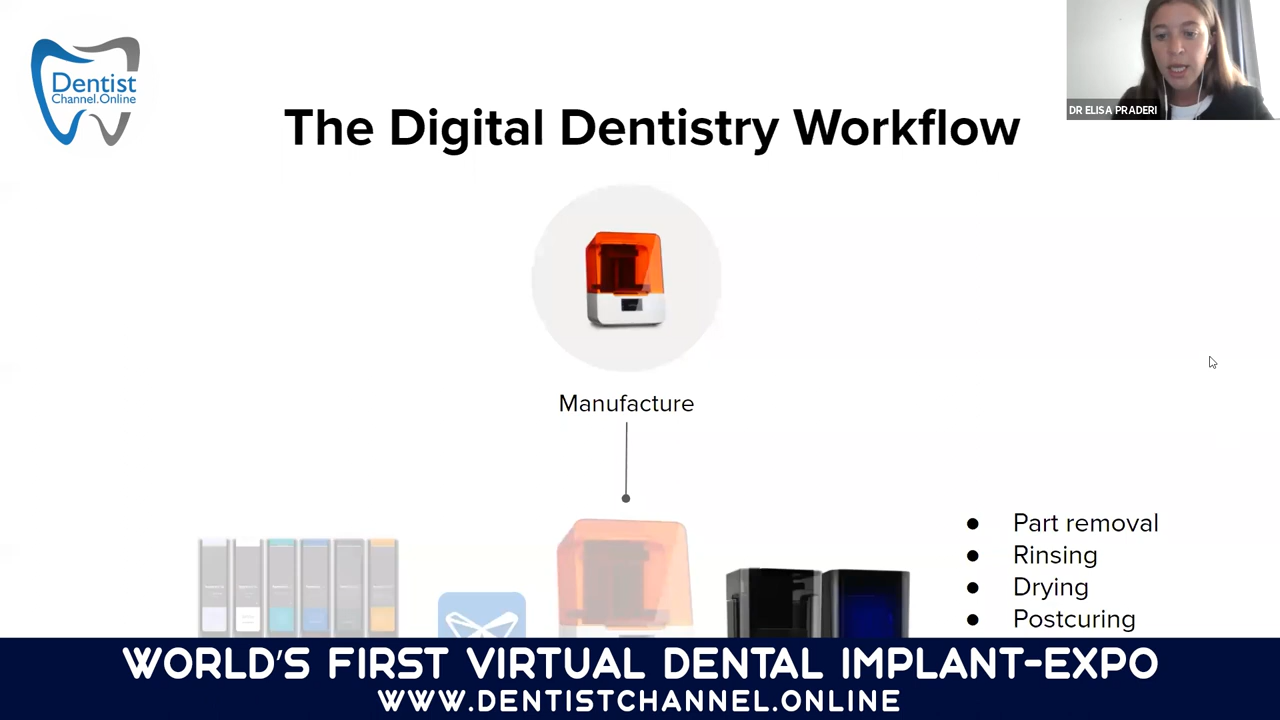 Dentist
Channel.Online
DR ELISA PRADERI
The Digital Dentistry Workflow
Manufacture
● Part removal
● Rinsing
● Drying
● Postcuring
WORLD'S FIRST VIRTUAL DENTAL IMPLANT-EXPO
WWW.DENTISTCHANNEL.ONLINE